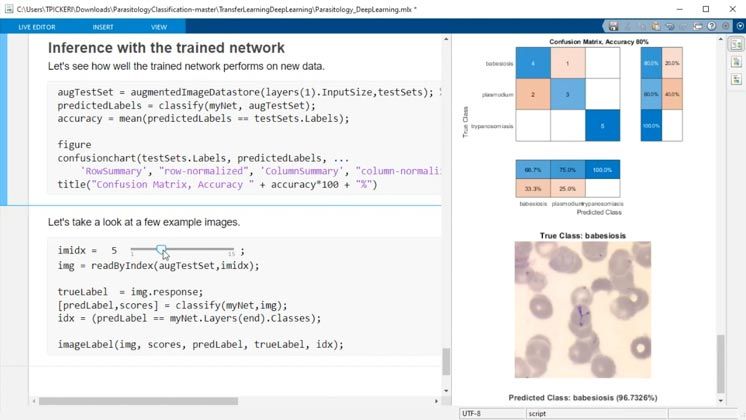 C:\Users\TPICKERI\Downloads\ParasitologyClassification-master\TransferLearningDeepLearning\Parasitology_DeepLearning.mlx *
LIVE EDITOR INSERT VIEW
Inference with the trained network
Let's see how well the trained network performs on new data.
augTestSet = augmentedImageDatastore(layers(1).InputSize,testSets); %
predictedLabels = classify(myNet, augTestSet);
accuracy = mean(predictedLabels == testSets.Labels);
figure
confusionchart(testSets.Labels, predictedLabels, ...
'RowSummary', "row-normalized", 'ColumnSummary', "column-normalized
title("Confusion Matrix, Accuracy " + accuracy*100 + "%")
Let's take a look at a few example images.
imidx = 5 ;
1 15
img = readByIndex(augTestSet,imidx);
trueLabel = img.response;
[predLabel,scores] = classify(myNet,img);
idx = (predLabel == myNet.Layers(end).Classes);
imageLabel(img, scores, predLabel, trueLabel, idx);
Confusion Matrix, Accuracy 80%
babesiosis 4 1 80.0% 20.0%
plasmodium 2 3 60.0% 40.0%
trypanosomiasis 5 100.0%
True Class
66.7% 75.0% 100.0%
33.3% 25.0%
babesiosis plasmodium trypanosomiasis
Predicted Class
True Class: babesiosis
Predicted Class: babesiosis (96.7326%)
UTF-8 script